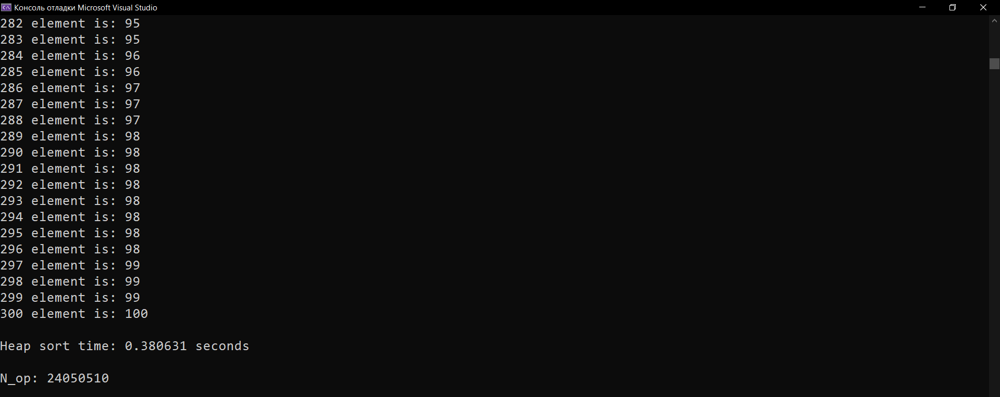 Консоль отладки Microsoft Visual Studio
282 element is: 95
283 element is: 95
284 element is: 96
285 element is: 96
286 element is: 97
287 element is: 97
288 element is: 97
289 element is: 98
290 element is: 98
291 element is: 98
292 element is: 98
293 element is: 98
294 element is: 98
295 element is: 98
296 element is: 98
297 element is: 99
298 element is: 99
299 element is: 99
300 element is: 100
Heap sort time: 0.380631 seconds
N_op: 24050510